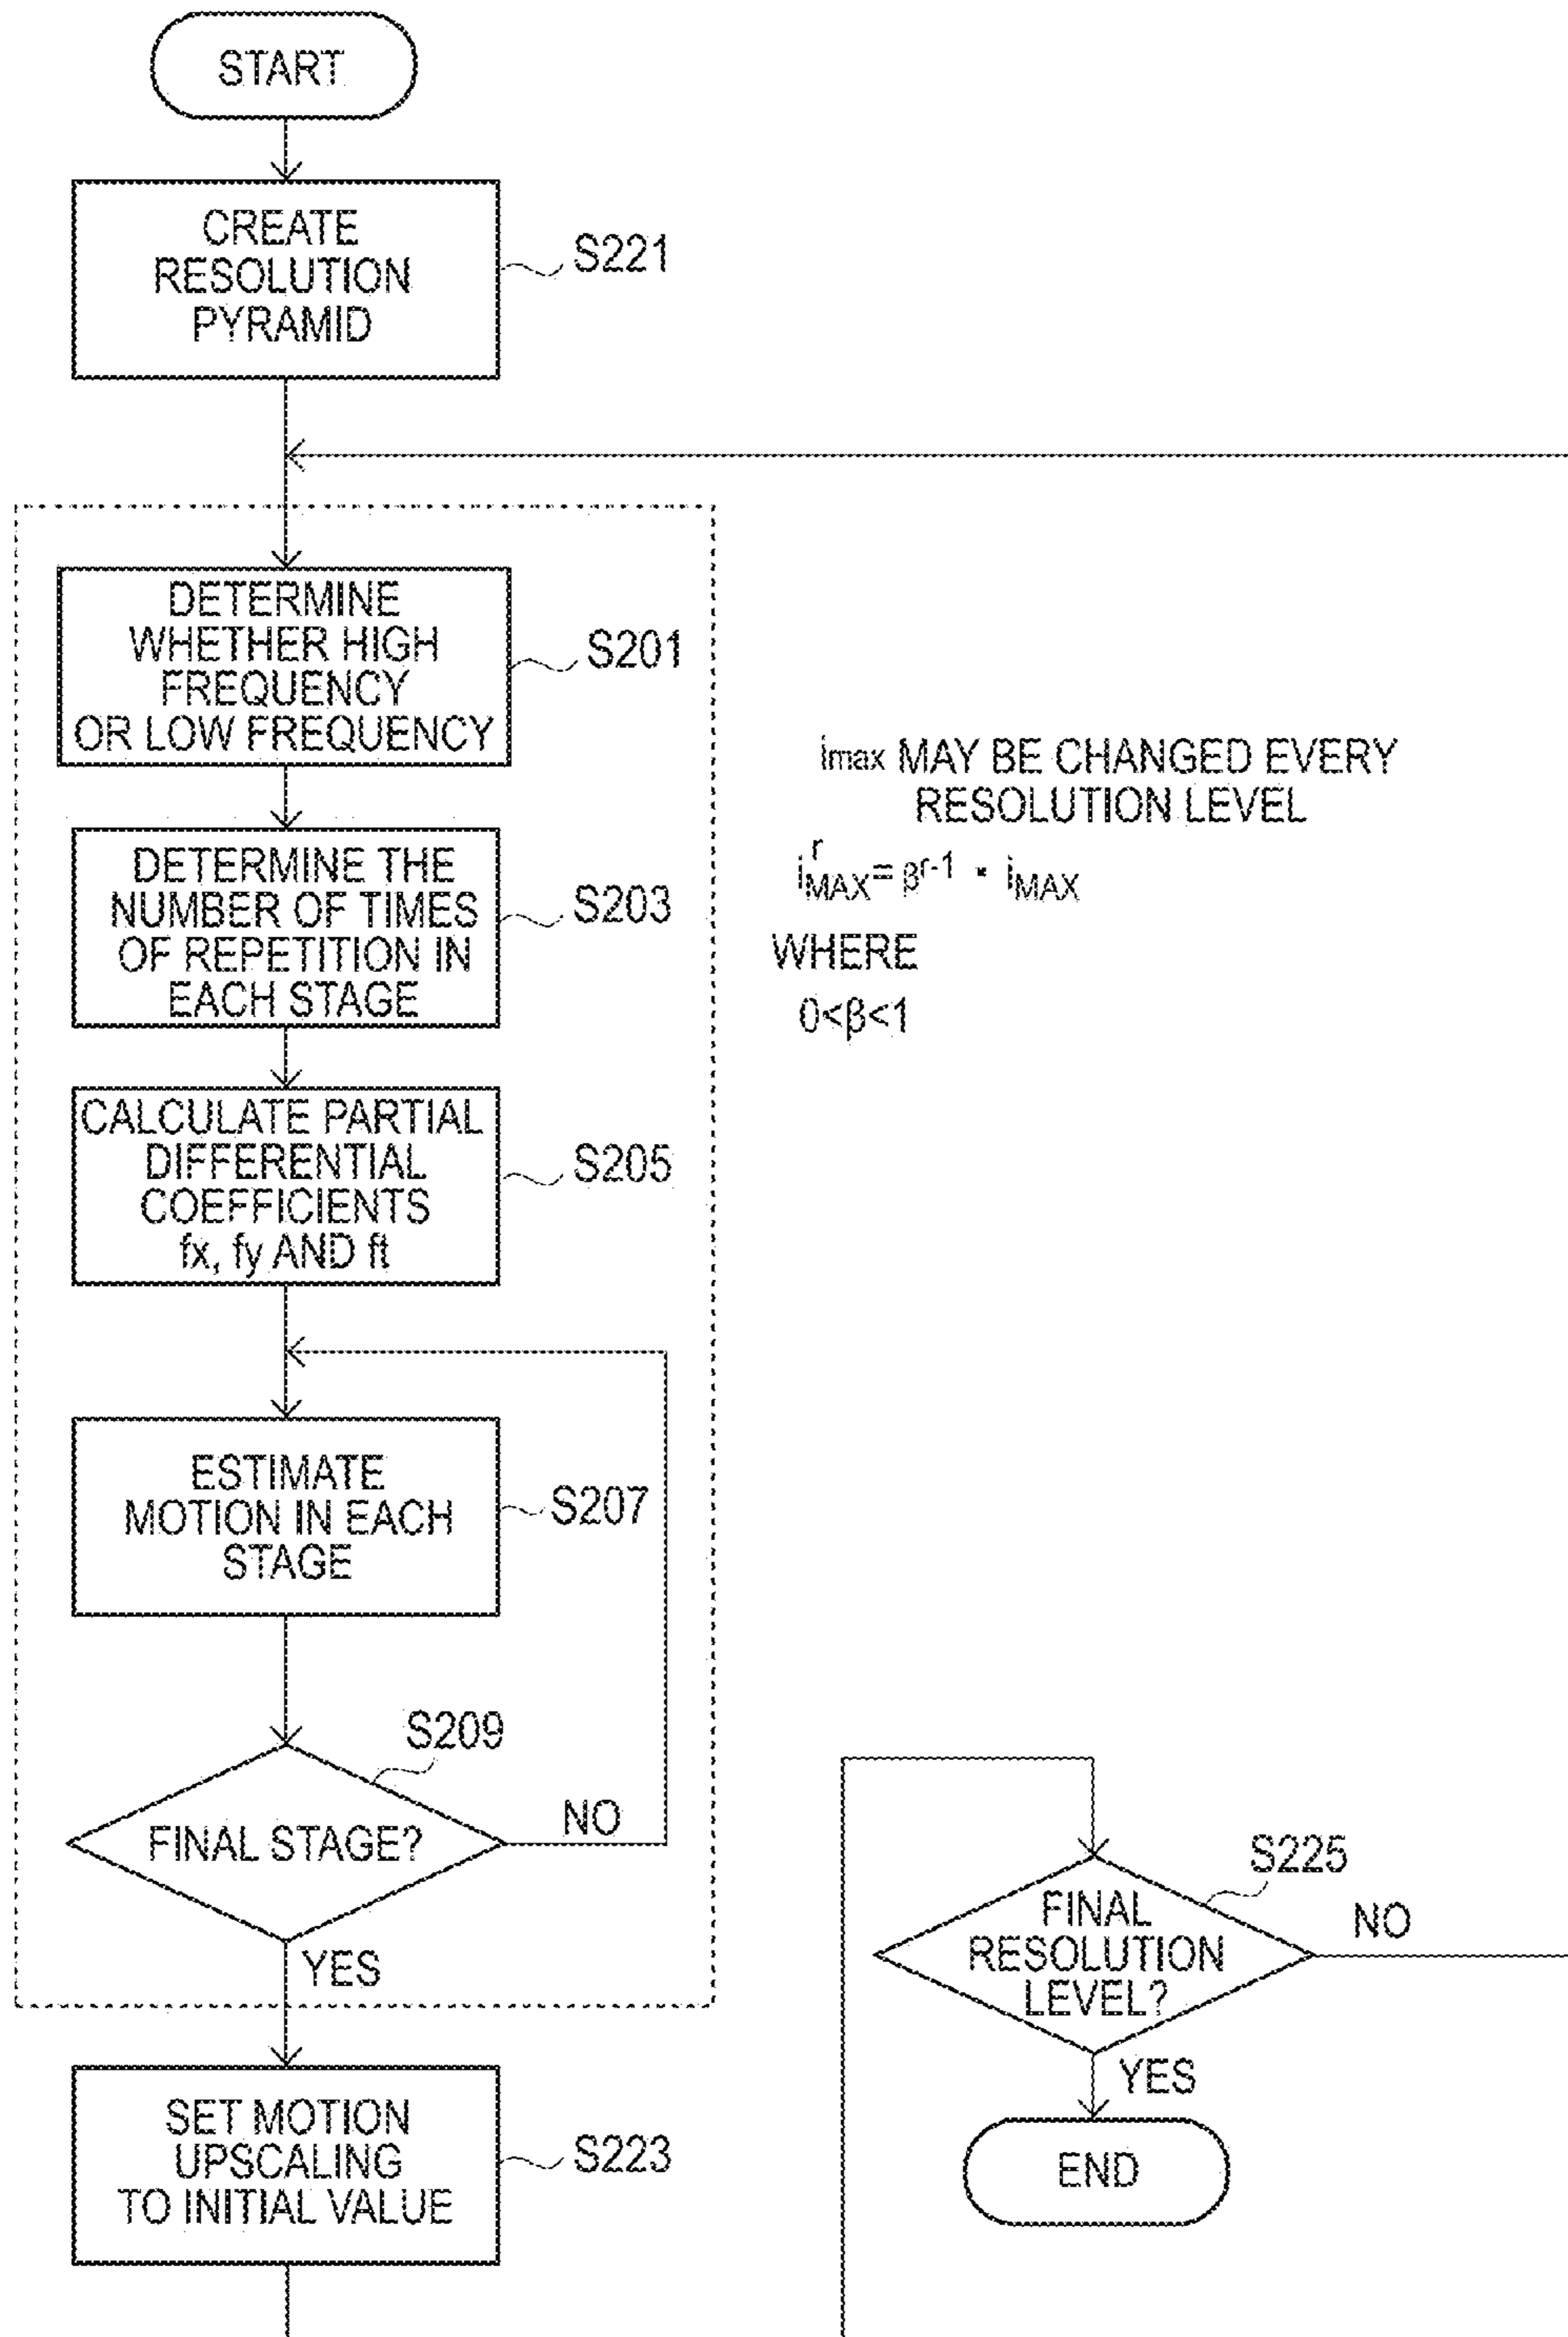 START
CREATE
RESOLUTION
PYRAMID
S221
DETERMINE
WHETHER HIGH
FREQUENCY
OR LOW FREQUENCY
S201
DETERMINE THE
NUMBER OF TIMES
OF REPETITION IN
EACH STAGE
S203
CALCULATE PARTIAL
DIFFERENTIAL
COEFFICIENTS
fx, fy AND ft
S205
ESTIMATE
MOTION IN EACH
STAGE
S207
S209
FINAL STAGE?
NO
YES
SET MOTION
UPSCALING
TO INITIAL VALUE
S223
imax MAY BE CHANGED EVERY
RESOLUTION LEVEL
i^r_MAX = β^r-1 · i_MAX
WHERE
0<β<1
S225
FINAL
RESOLUTION
LEVEL?
NO
YES
END